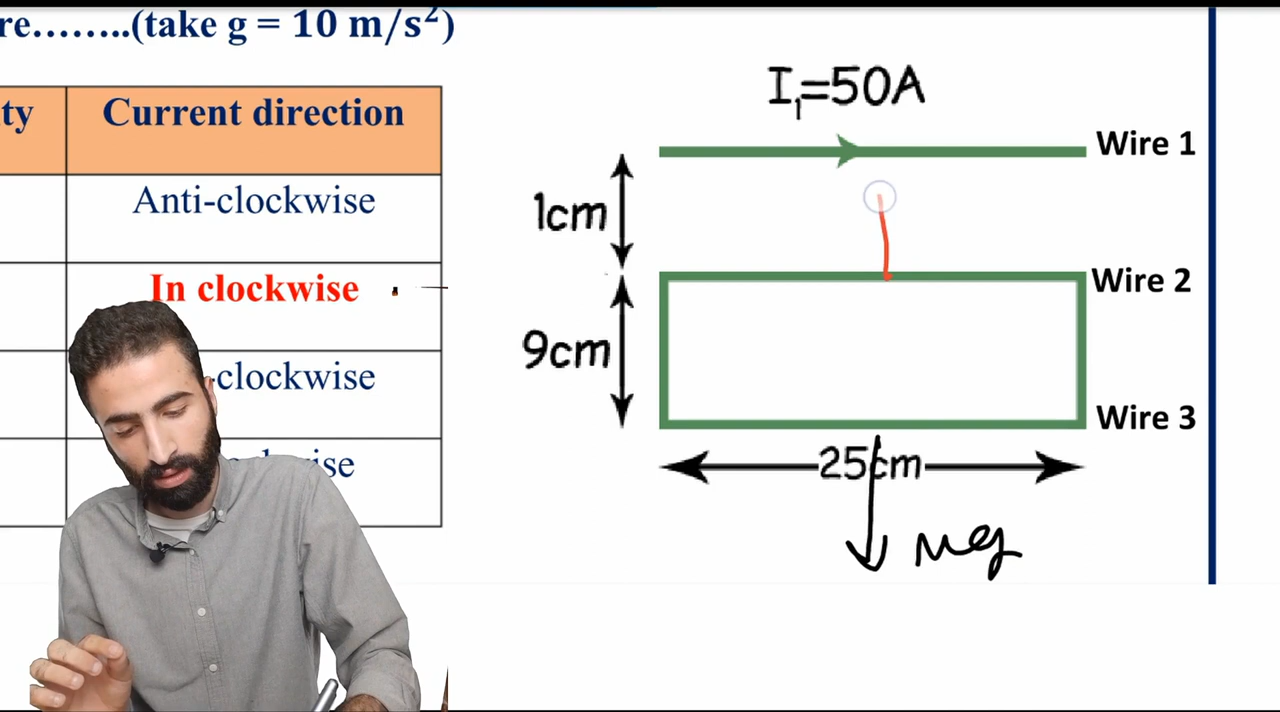 re……..(take g = 10 m/s²)
ty
Current direction
Anti-clockwise
In clockwise
-clockwise
I₁=50A
Wire 1
1cm
Wire 2
9cm
Wire 3
25cm
mg